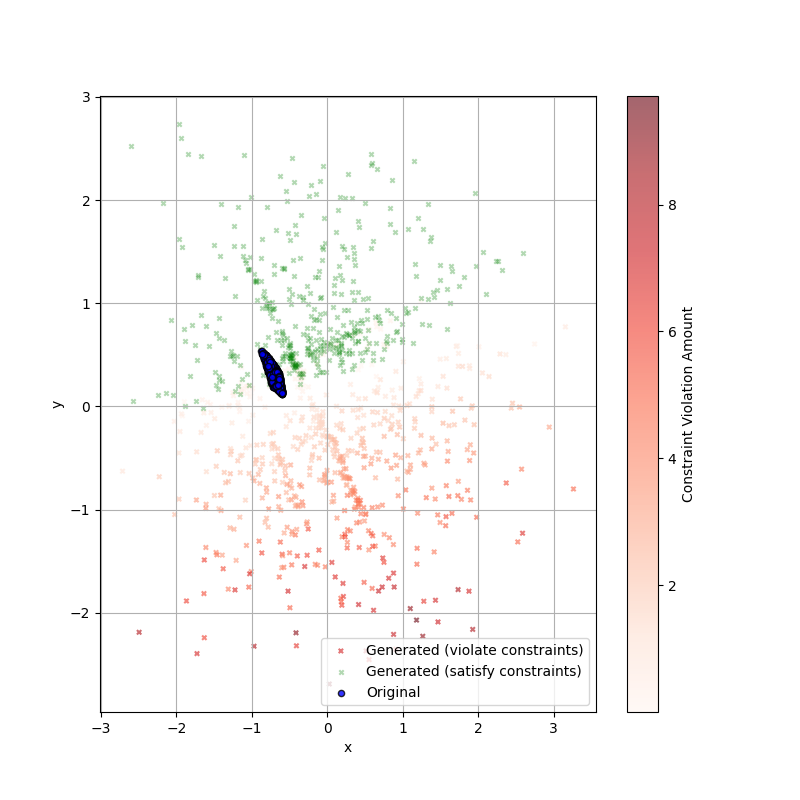 3
2
1
0
−1
−2
y
−3
−2
−1
0
1
2
3
x
Generated (violate constraints)
Generated (satisfy constraints)
Original
8
6
4
2
Constraint Violation Amount